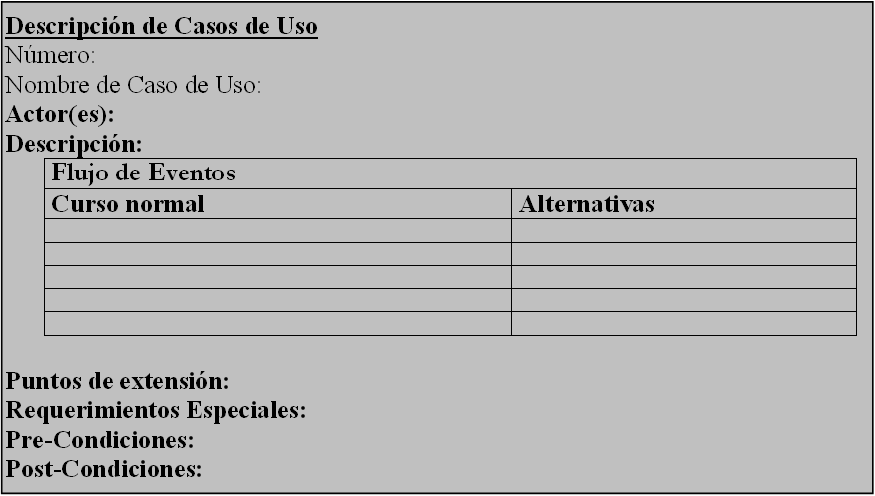 Descripción de Casos de Uso
Número:
Nombre de Caso de Uso:
Actor(es):
Descripción:
Flujo de Eventos
Curso normal Alternativas
Puntos de extensión:
Requerimientos Especiales:
Pre-Condiciones:
Post-Condiciones: